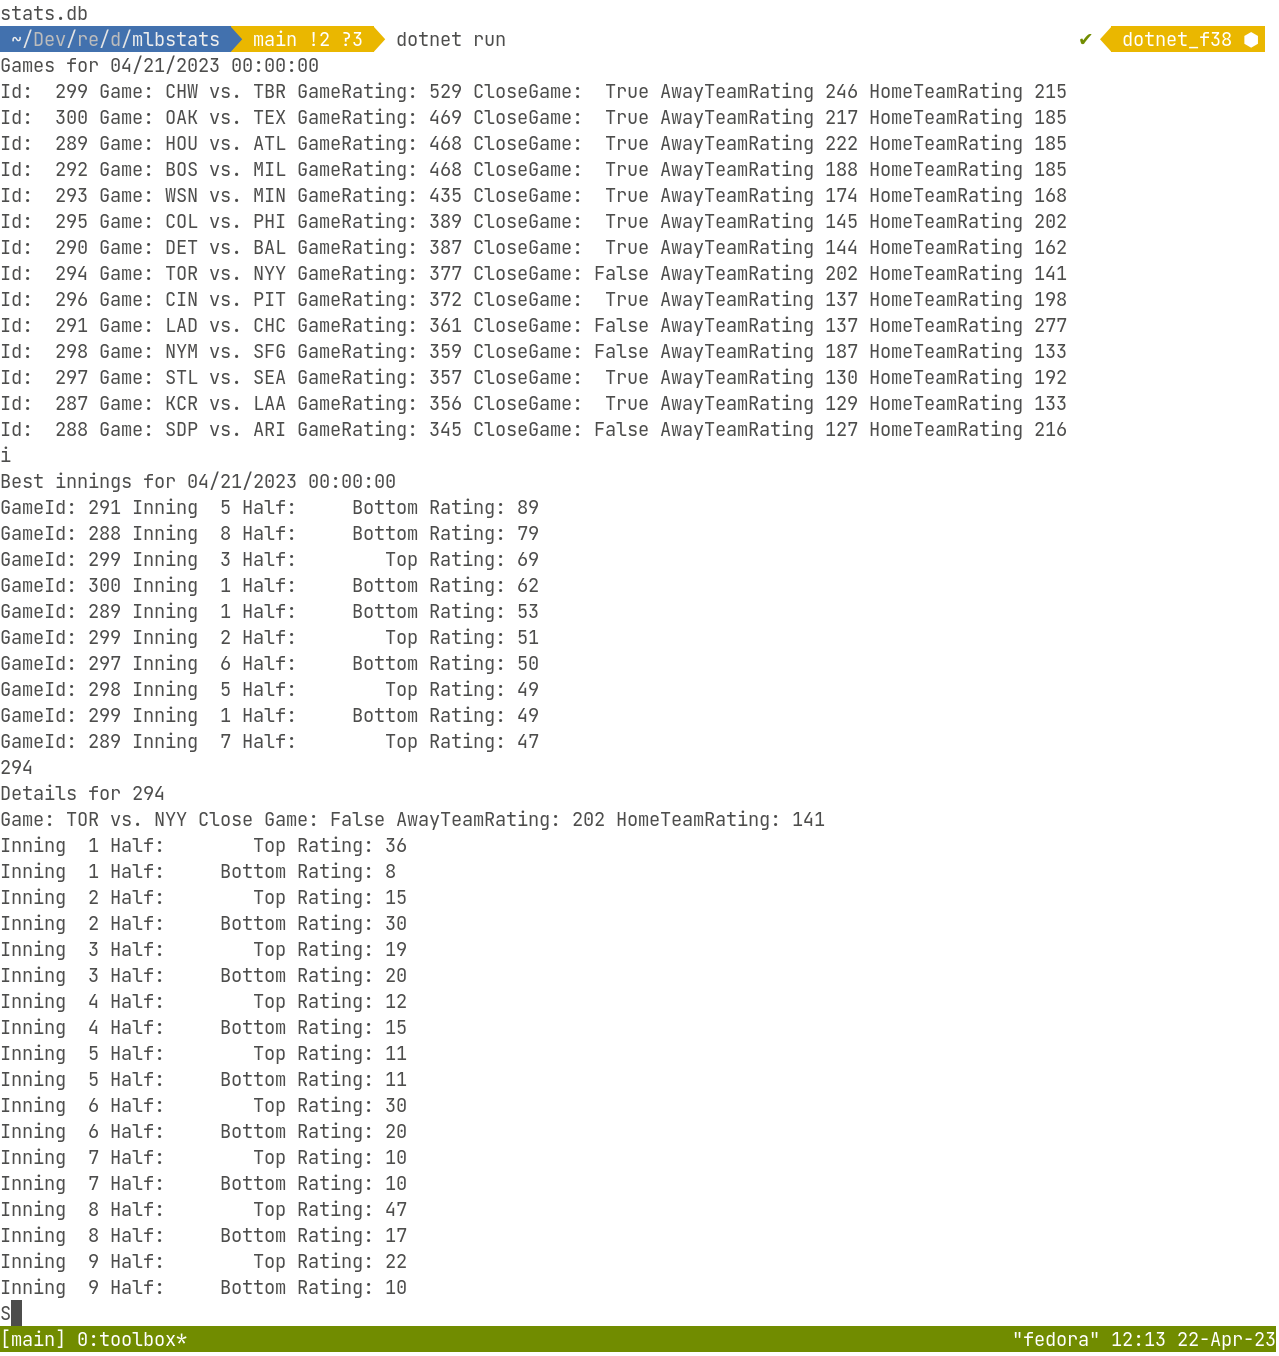 stats.db
~/Dev/re/d/mlbstats main !2 ?3 dotnet run ✔ dotnet_f38 ⬢
Games for 04/21/2023 00:00:00
Id:  299 Game: CHW vs. TBR GameRating: 529 CloseGame:  True AwayTeamRating 246 HomeTeamRating 215
Id:  300 Game: OAK vs. TEX GameRating: 469 CloseGame:  True AwayTeamRating 217 HomeTeamRating 185
Id:  289 Game: HOU vs. ATL GameRating: 468 CloseGame:  True AwayTeamRating 222 HomeTeamRating 185
Id:  292 Game: BOS vs. MIL GameRating: 468 CloseGame:  True AwayTeamRating 188 HomeTeamRating 185
Id:  293 Game: WSN vs. MIN GameRating: 435 CloseGame:  True AwayTeamRating 174 HomeTeamRating 168
Id:  295 Game: COL vs. PHI GameRating: 389 CloseGame:  True AwayTeamRating 145 HomeTeamRating 202
Id:  290 Game: DET vs. BAL GameRating: 387 CloseGame:  True AwayTeamRating 144 HomeTeamRating 162
Id:  294 Game: TOR vs. NYY GameRating: 377 CloseGame: False AwayTeamRating 202 HomeTeamRating 141
Id:  296 Game: CIN vs. PIT GameRating: 372 CloseGame:  True AwayTeamRating 137 HomeTeamRating 198
Id:  291 Game: LAD vs. CHC GameRating: 361 CloseGame: False AwayTeamRating 137 HomeTeamRating 277
Id:  298 Game: NYM vs. SFG GameRating: 359 CloseGame: False AwayTeamRating 187 HomeTeamRating 133
Id:  297 Game: STL vs. SEA GameRating: 357 CloseGame:  True AwayTeamRating 130 HomeTeamRating 192
Id:  287 Game: KCR vs. LAA GameRating: 356 CloseGame:  True AwayTeamRating 129 HomeTeamRating 133
Id:  288 Game: SDP vs. ARI GameRating: 345 CloseGame: False AwayTeamRating 127 HomeTeamRating 216
i
Best innings for 04/21/2023 00:00:00
GameId: 291 Inning  5 Half:     Bottom Rating: 89
GameId: 288 Inning  8 Half:     Bottom Rating: 79
GameId: 299 Inning  3 Half:        Top Rating: 69
GameId: 300 Inning  1 Half:     Bottom Rating: 62
GameId: 289 Inning  1 Half:     Bottom Rating: 53
GameId: 299 Inning  2 Half:        Top Rating: 51
GameId: 297 Inning  6 Half:     Bottom Rating: 50
GameId: 298 Inning  5 Half:        Top Rating: 49
GameId: 299 Inning  1 Half:     Bottom Rating: 49
GameId: 289 Inning  7 Half:        Top Rating: 47
294
Details for 294
Game: TOR vs. NYY Close Game: False AwayTeamRating: 202 HomeTeamRating: 141
Inning  1 Half:        Top Rating: 36
Inning  1 Half:     Bottom Rating: 8
Inning  2 Half:        Top Rating: 15
Inning  2 Half:     Bottom Rating: 30
Inning  3 Half:        Top Rating: 19
Inning  3 Half:     Bottom Rating: 20
Inning  4 Half:        Top Rating: 12
Inning  4 Half:     Bottom Rating: 15
Inning  5 Half:        Top Rating: 11
Inning  5 Half:     Bottom Rating: 11
Inning  6 Half:        Top Rating: 30
Inning  6 Half:     Bottom Rating: 20
Inning  7 Half:        Top Rating: 10
Inning  7 Half:     Bottom Rating: 10
Inning  8 Half:        Top Rating: 47
Inning  8 Half:     Bottom Rating: 17
Inning  9 Half:        Top Rating: 22
Inning  9 Half:     Bottom Rating: 10
S
[main] 0:toolbox* "fedora" 12:13 22-Apr-23